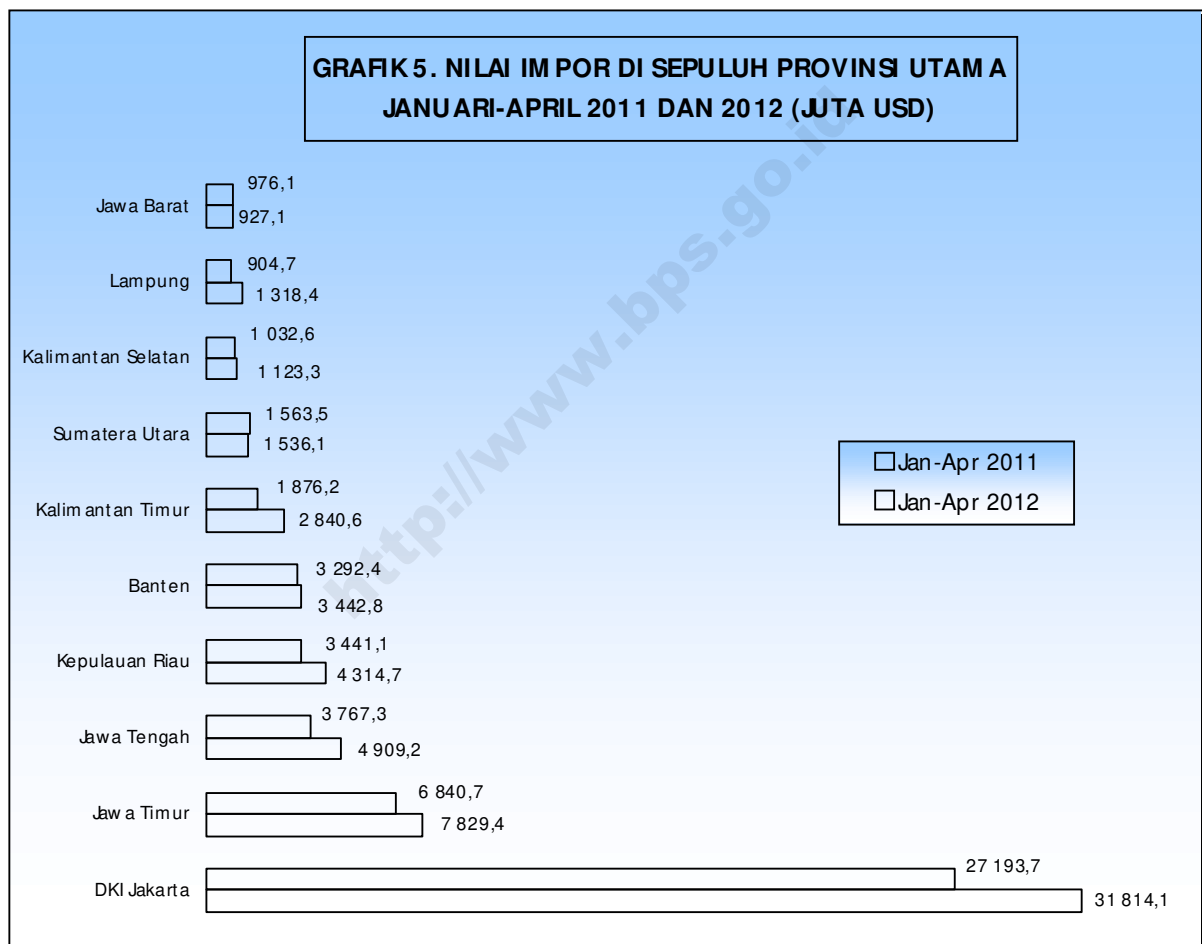 GRAFIK 5. NILAI IMPOR DI SEPULUH PROVINSI UTAMA
JANUARI-APRIL 2011 DAN 2012 (JUTA USD)
Jawa Barat
976,1
927,1
Lampung
904,7
1 318,4
Kalimantan Selatan
1 032,6
1 123,3
Sumatera Utara
1 563,5
1 536,1
Kalimantan Timur
1 876,2
2 840,6
Banten
3 292,4
3 442,8
Kepulauan Riau
3 441,1
4 314,7
Jawa Tengah
3 767,3
4 909,2
Jawa Timur
6 840,7
7 829,4
DKI Jakarta
27 193,7
31 814,1
Jan-Apr 2011
Jan-Apr 2012
http://www.bps.go.id